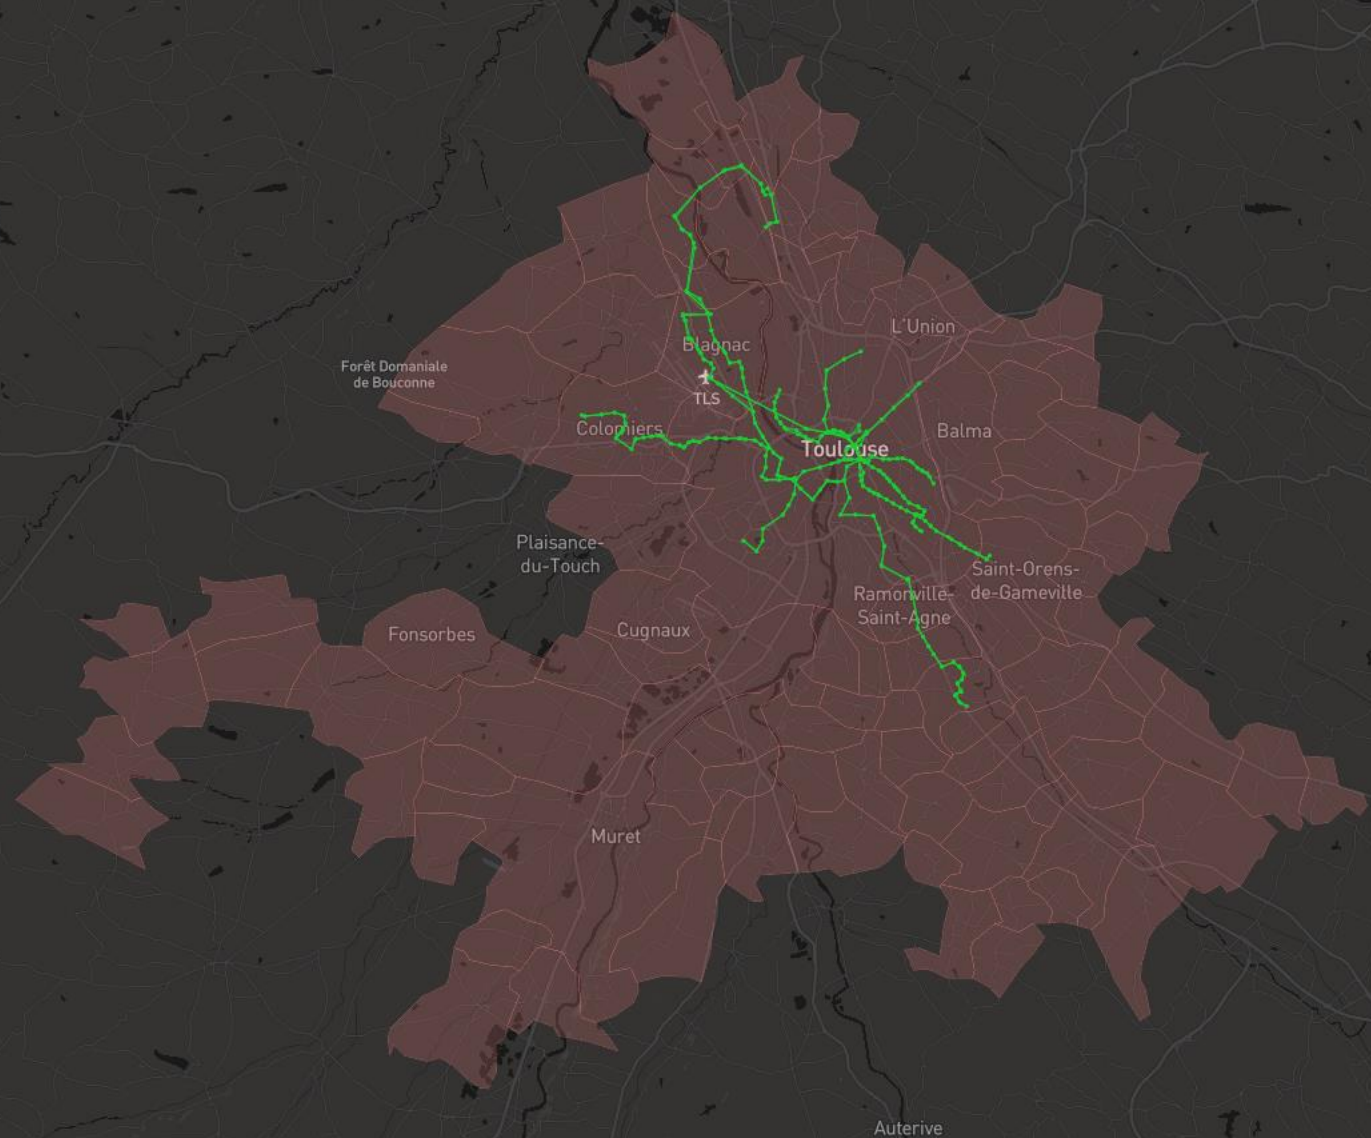 L'Union
Blagnac
Forêt Domaniale
de Bouconne
TLS
Colomiers
Balma
Toulouse
Plaisance-
du-Touch
Saint-Orens-
de-Gameville
Ramonville-
Saint-Agne
Fonsorbes
Cugnaux
Muret
Auterive